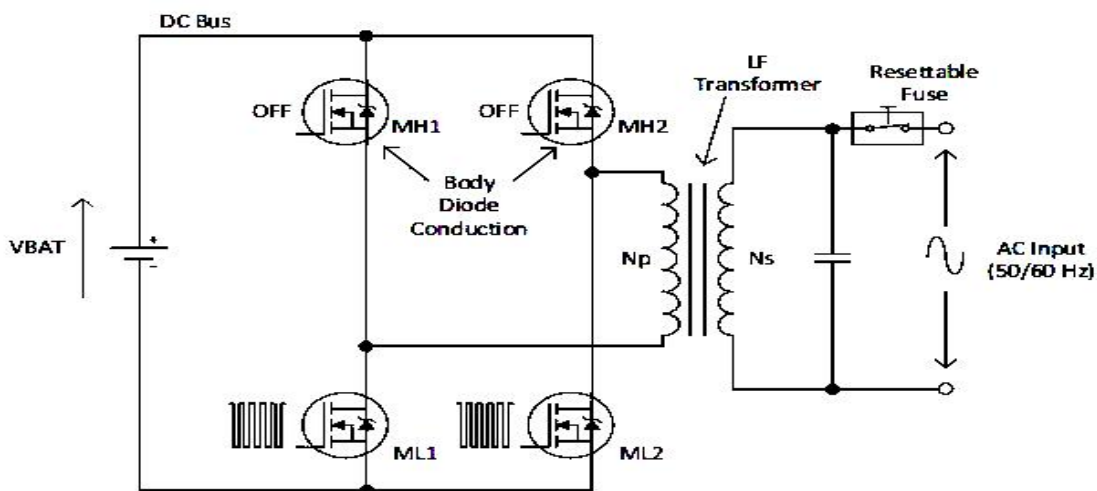 DC Bus
LF
Transformer
Resettable
Fuse
OFF
MH1
OFF
MH2
Body
Diode
Conduction
VBAT
+
-
Np
Ns
AC Input
(50/60 Hz)
ML1
ML2